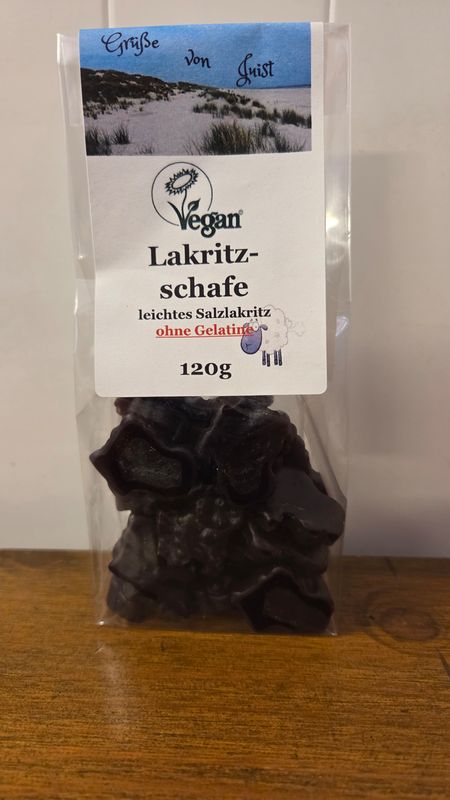 Grüße von Juist
Vegan®
Lakritz-
schafe
leichtes Salzlakritz
ohne Gelatine
120g